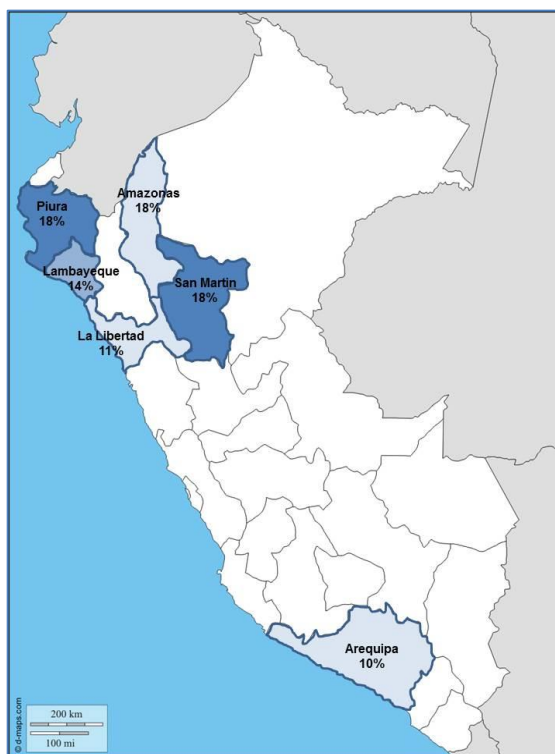 Amazonas
18%
Piura
18%
Lambayeque
14%
San Martin
18%
La Libertad
11%
Arequipa
10%
200 km
100 mi
© d-maps.com